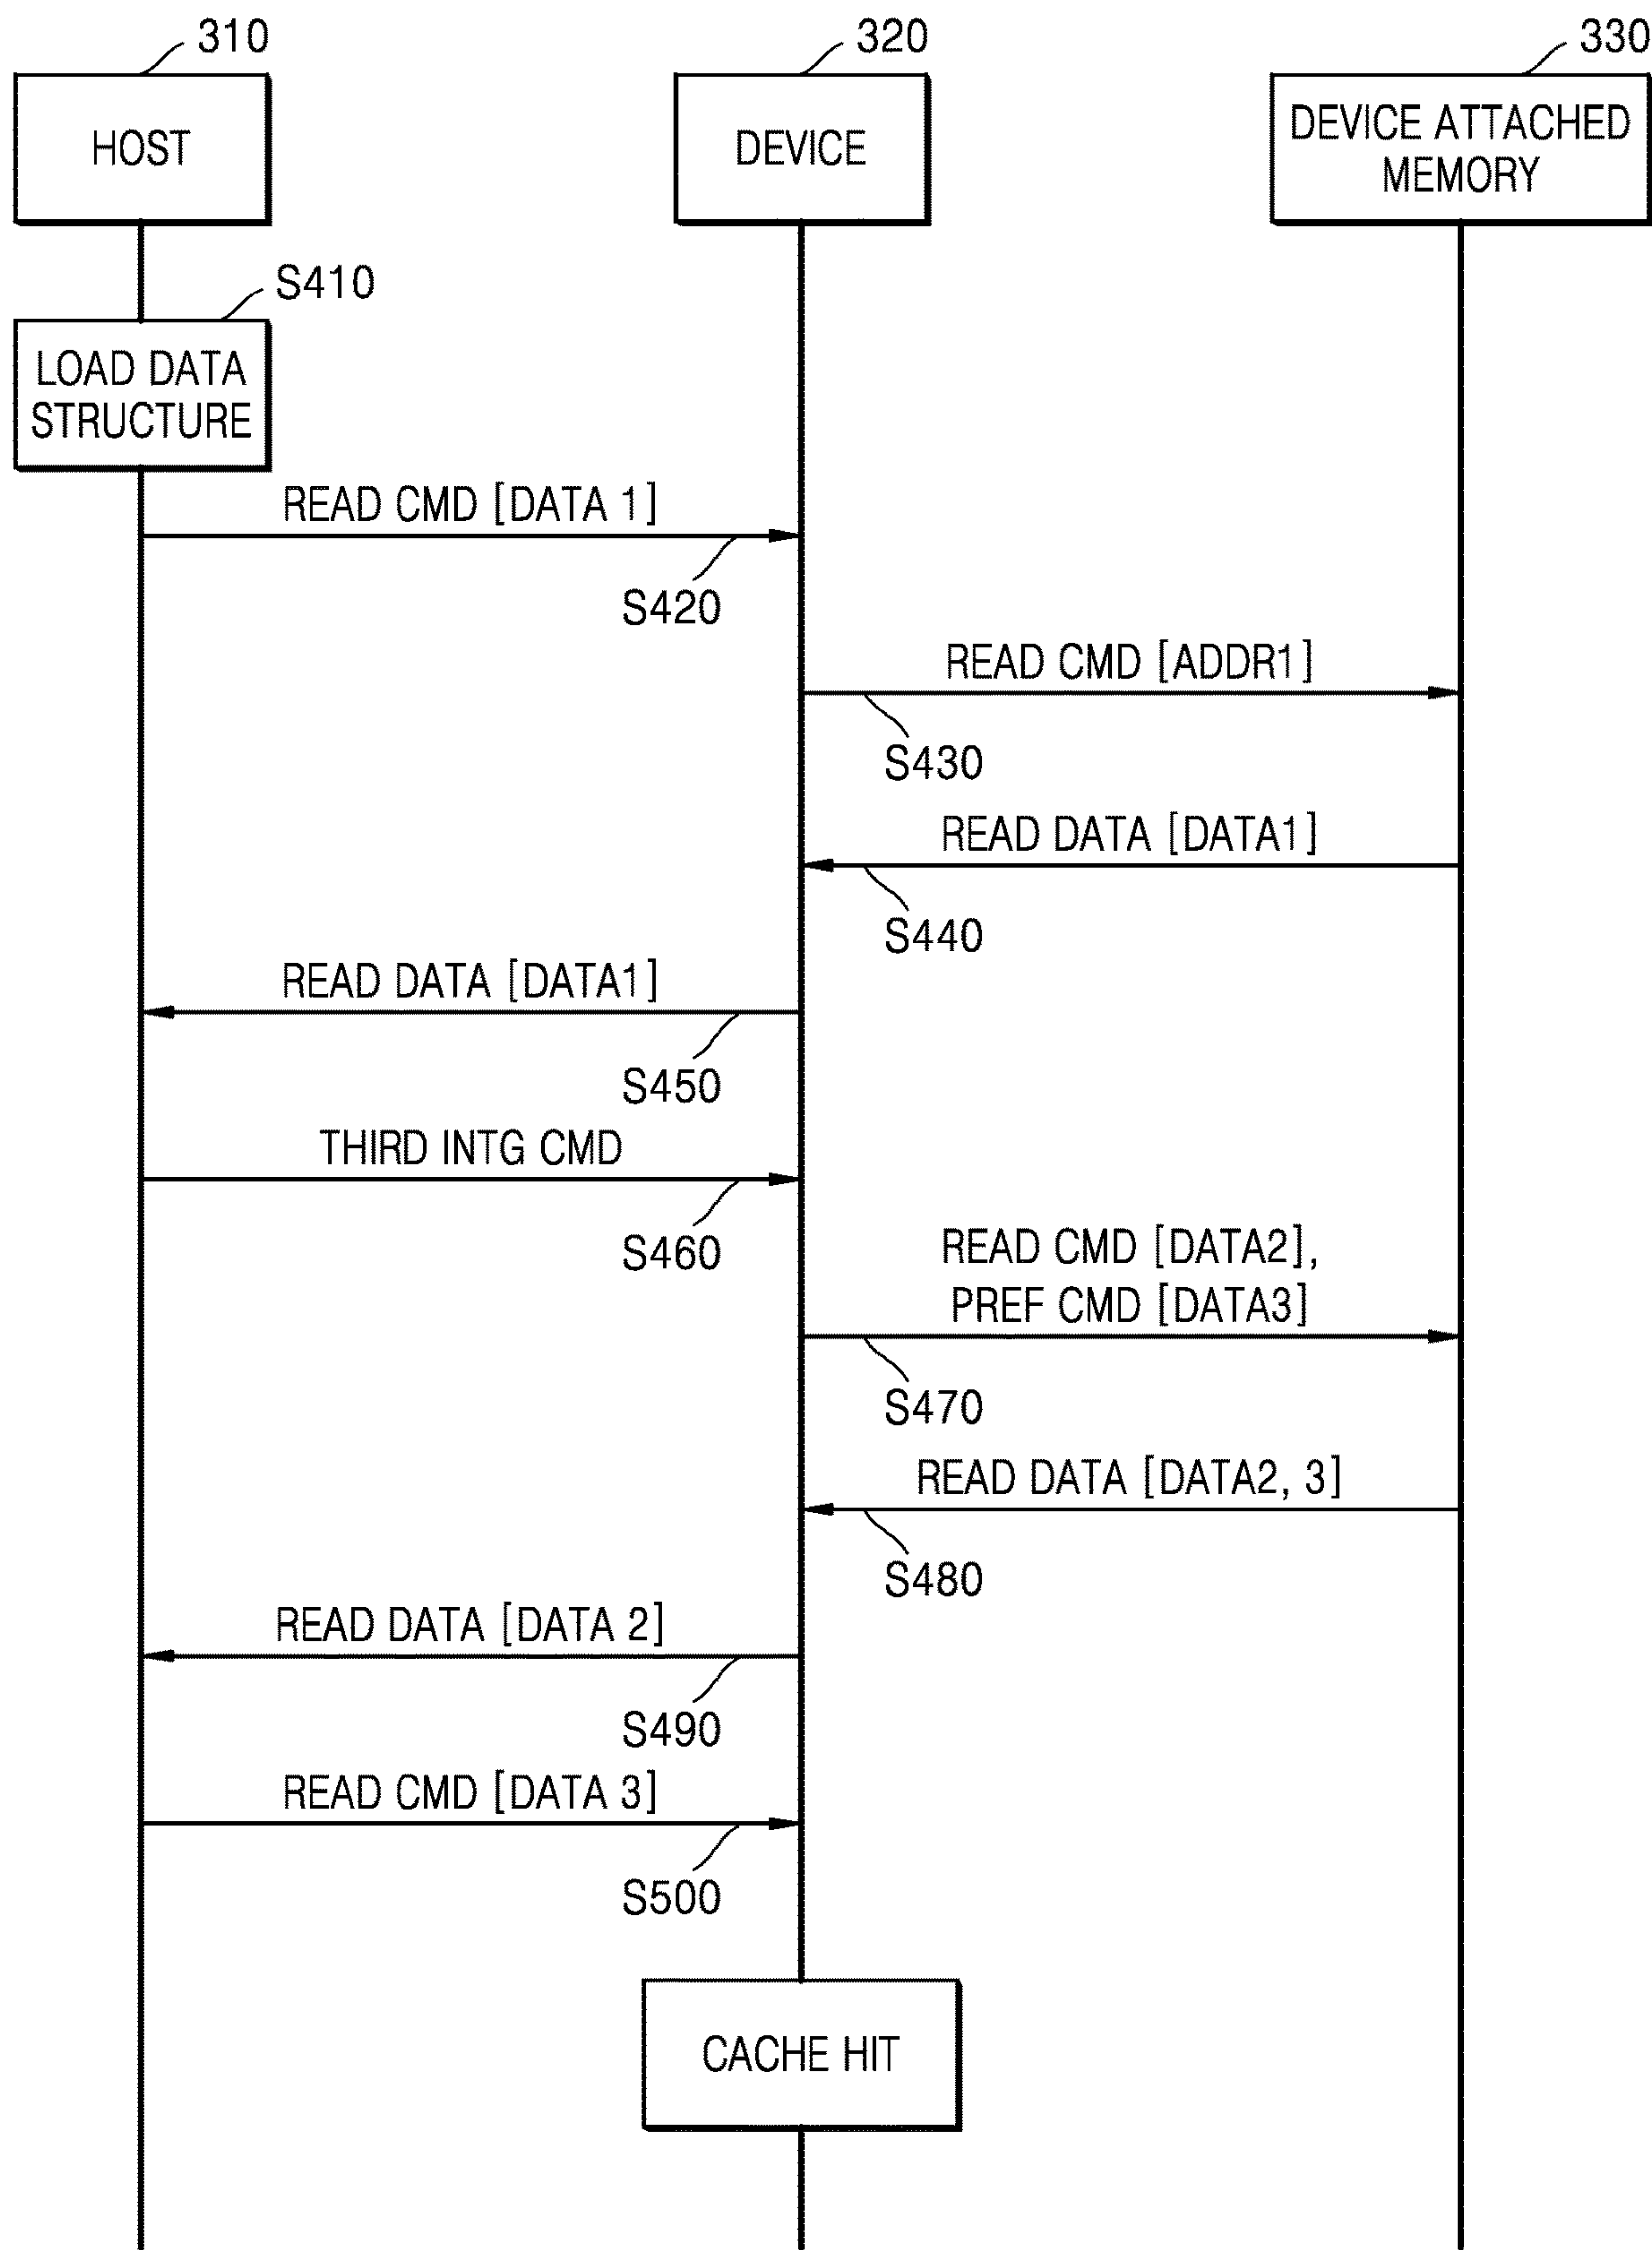 310
320
330
HOST
DEVICE
DEVICE ATTACHED
MEMORY
S410
LOAD DATA
STRUCTURE
READ CMD [DATA 1]
S420
READ CMD [ADDR1]
S430
READ DATA [DATA1]
S440
READ DATA [DATA1]
S450
THIRD INTG CMD
S460
READ CMD [DATA2],
PREF CMD [DATA3]
S470
READ DATA [DATA2, 3]
S480
READ DATA [DATA 2]
S490
READ CMD [DATA 3]
S500
CACHE HIT